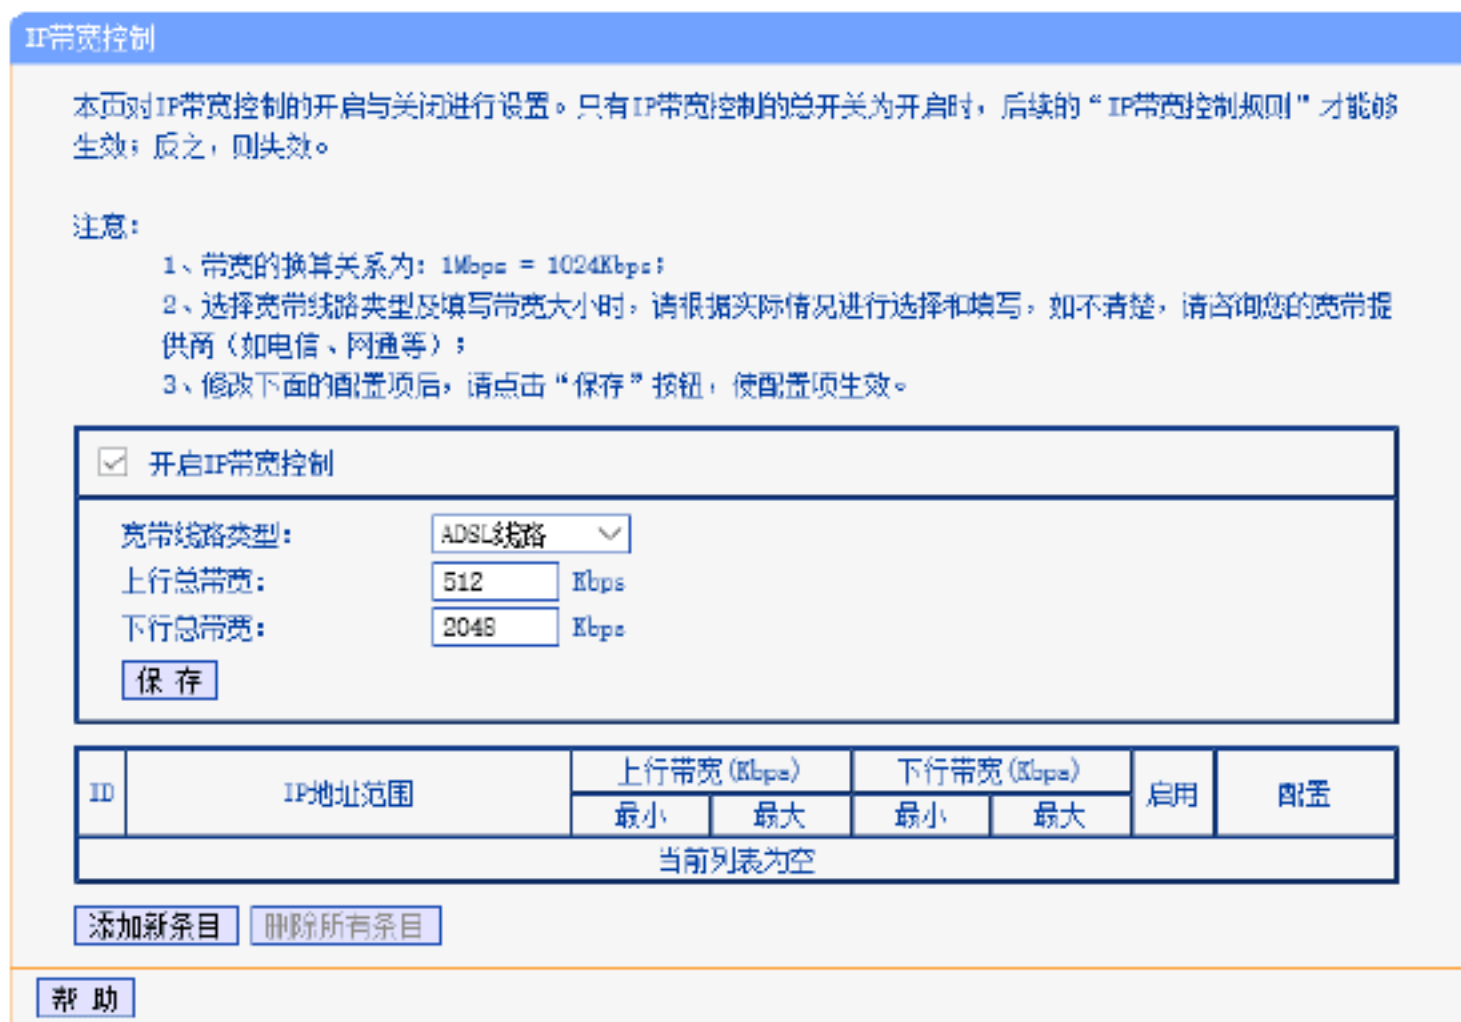 IP带宽控制
本页对IP带宽控制的开启与关闭进行设置。只有IP带宽控制的总开关为开启时，后续的“IP带宽控制规则”才能够
生效；反之，则失效。
注意：
1、带宽的换算关系为：1Mbps = 1024Kbps；
2、选择宽带线路类型及填写带宽大小时，请根据实际情况进行选择和填写，如不清楚，请咨询您的宽带提
供商（如电信、网通等）；
3、修改下面的配置项后，请点击“保存”按钮，使配置项生效。
开启IP带宽控制
宽带线路类型： ADSL线路
上行总带宽： 512 Kbps
下行总带宽： 2048 Kbps
保 存
ID IP地址范围 上行带宽(Kbps) 下行带宽(Kbps) 启用 配置
最小 最大 最小 最大
当前列表为空
添加新条目 删除所有条目
帮 助